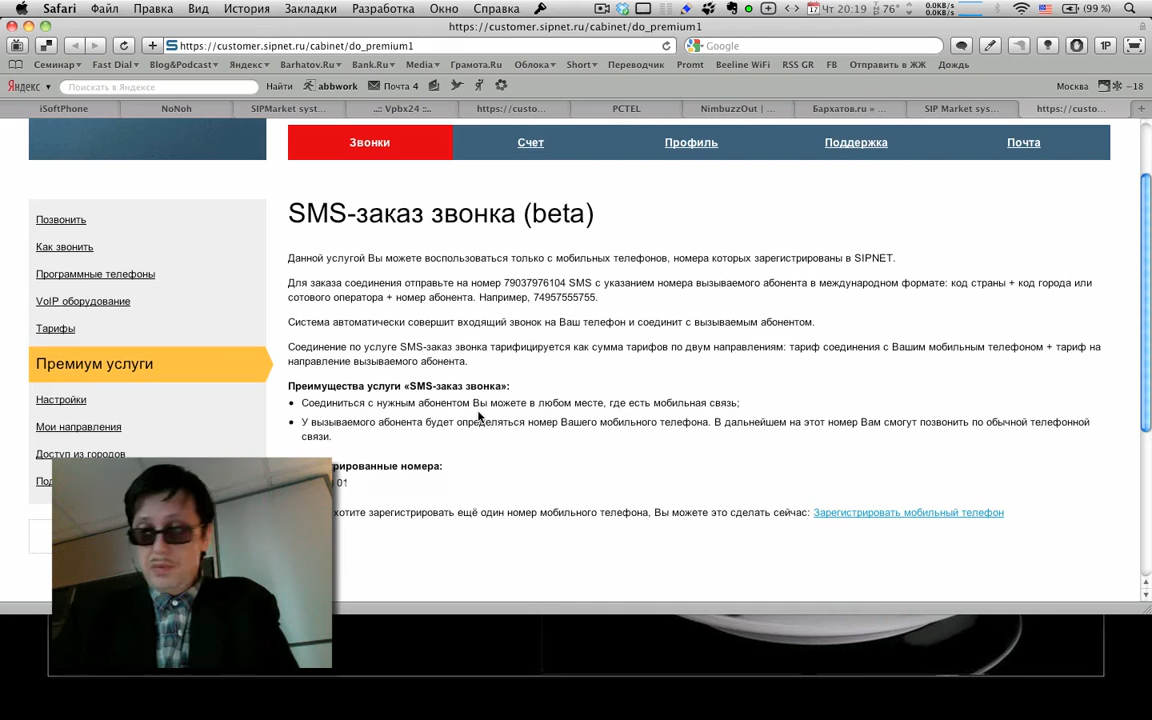 Safari Файл Правка Вид История Закладки Разработка Окно Справка 17 Чт 20:19 76° 0.0KB/s 0.0KB/s (99 %)
https://customer.sipnet.ru/cabinet/do_premium1
https://customer.sipnet.ru/cabinet/do_premium1 Google 1P
Семинар Fast Dial Blog&Podcast Яндекс Barhatov.Ru Bank.Ru Media Грамота.Ru Облока Short Переводчик Promt Beeline WiFi RSS GR FB Отправить в ЖЖ Дождь
Яндекс Поискать в Яндексе Найти abbwork Почта 4 Москва −18
iSoftPhone NoNoh SIPMarket syst... ..:: Vpbx24 ::.. https://custo... PCTEL NimbuzzOut | ... Бархатов.ru » ... SIP Market sys... https://custo...
Звонки Счет Профиль Поддержка Почта
Позвонить
Как звонить
Программные телефоны
VoIP оборудование
Тарифы
Премиум услуги
Настройки
Мои направления
Доступ из городов
SMS-заказ звонка (beta)
Данной услугой Вы можете воспользоваться только с мобильных телефонов, номера которых зарегистрированы в SIPNET.
Для заказа соединения отправьте на номер 79037976104 SMS с указанием номера вызываемого абонента в международном формате: код страны + код города или
сотового оператора + номер абонента. Например, 74957555755.
Система автоматически совершит входящий звонок на Ваш телефон и соединит с вызываемым абонентом.
Соединение по услуге SMS-заказ звонка тарифицируется как сумма тарифов по двум направлениям: тариф соединения с Вашим мобильным телефоном + тариф на
направление вызываемого абонента.
Преимущества услуги «SMS-заказ звонка»:
• Соединиться с нужным абонентом Вы можете в любом месте, где есть мобильная связь;
• У вызываемого абонента будет определяться номер Вашего мобильного телефона. В дальнейшем на этот номер Вам смогут позвонить по обычной телефонной
связи.
рированные номера:
01
хотите зарегистрировать ещё один номер мобильного телефона, Вы можете это сделать сейчас: Зарегистрировать мобильный телефон